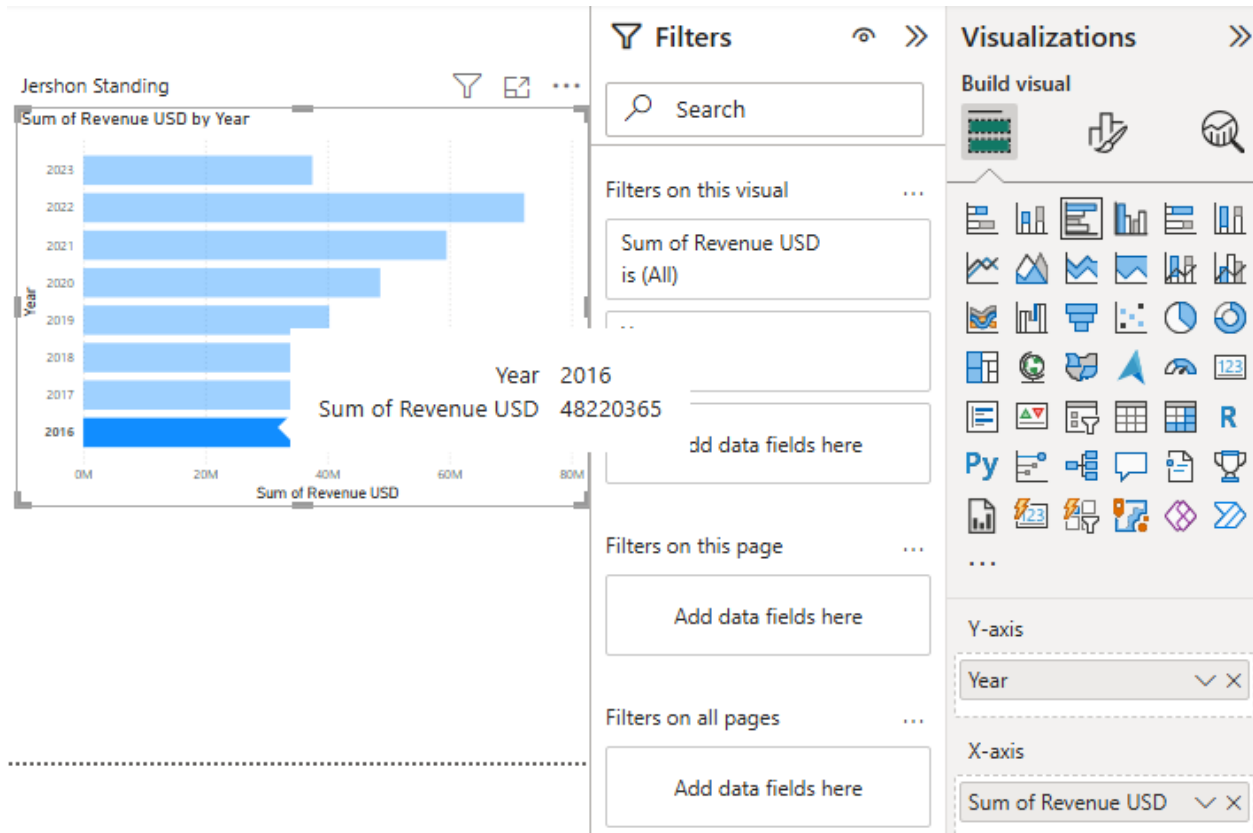 Jershon Standing
Sum of Revenue USD by Year
2023
2022
2021
2020
2019
2018
2017
2016
Year
0M 20M 40M 60M 80M
Sum of Revenue USD
Year 2016
Sum of Revenue USD 48220365
Filters
Search
Filters on this visual
...
Sum of Revenue USD
is (All)
dd data fields here
Filters on this page
...
Add data fields here
Filters on all pages
...
Add data fields here
Visualizations
Build visual
123
R
Py
123
...
Y-axis
Year
X-axis
Sum of Revenue USD